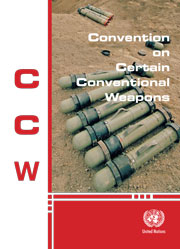 Convention
on
Certain
Conventional
Weapons
C
C
W
United Nations